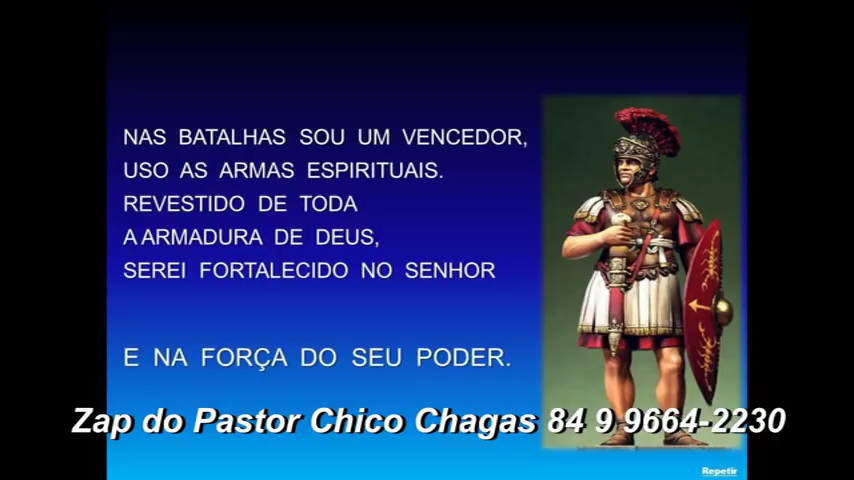 NAS BATALHAS SOU UM VENCEDOR,
USO AS ARMAS ESPIRITUAIS.
REVESTIDO DE TODA
A ARMADURA DE DEUS,
SEREI FORTALECIDO NO SENHOR
E NA FORÇA DO SEU PODER.
Zap do Pastor Chico Chagas 84 9 9664-2230
Repetir